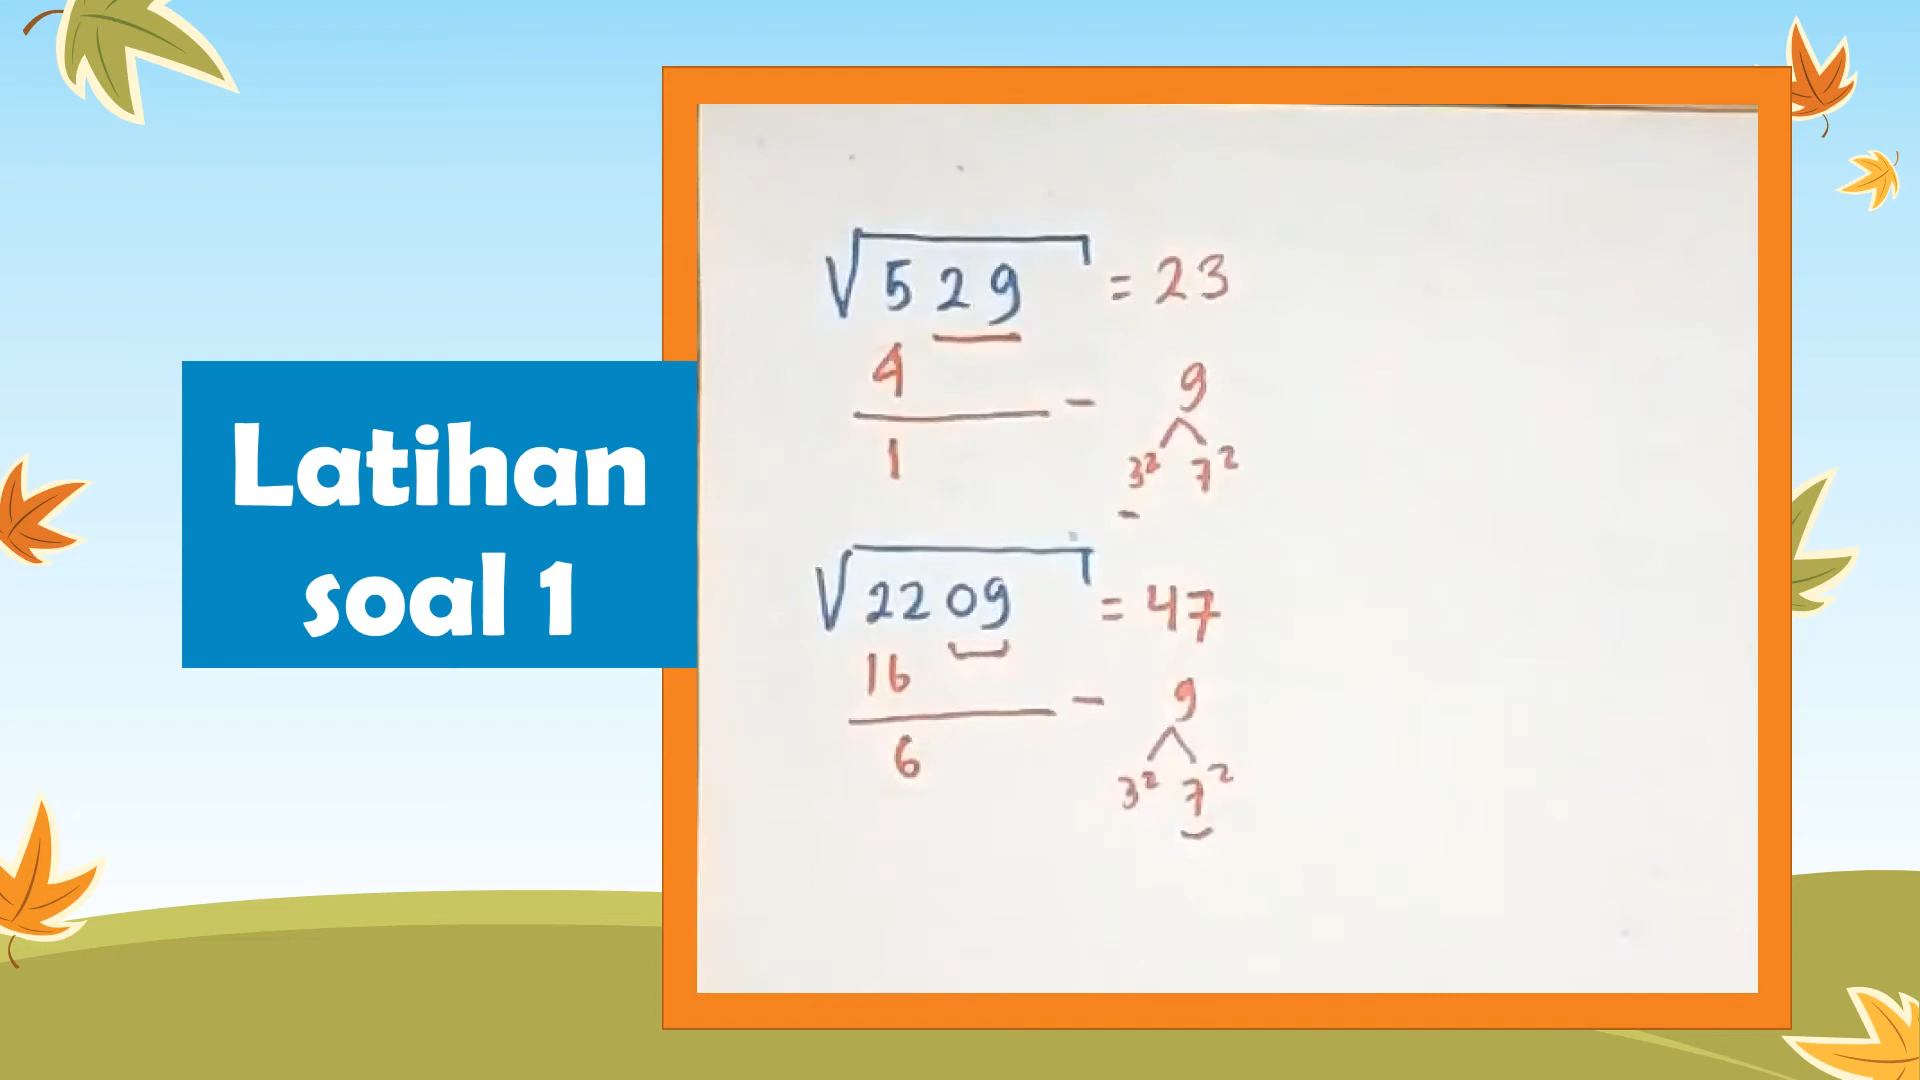 Latihan
soal 1
√529 = 23
4
-
1
9
3² 7²
√2209 = 47
16
-
6
9
3² 7²